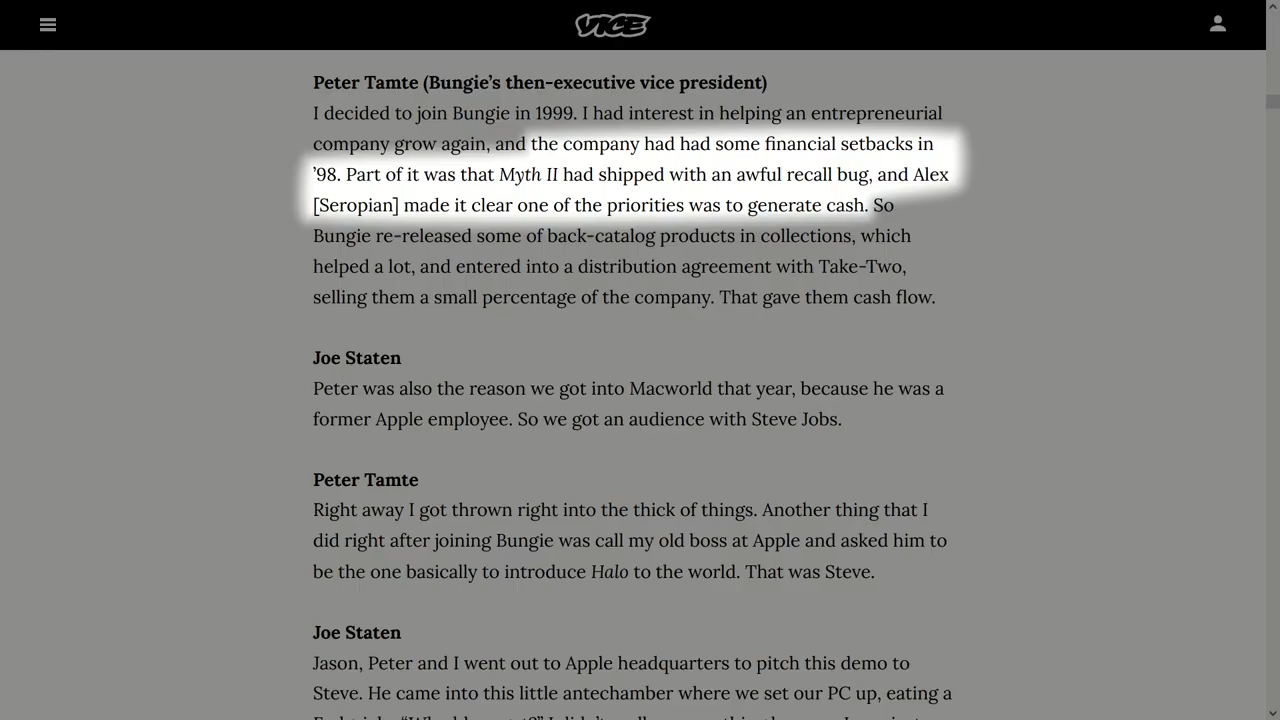 VICE
Peter Tamte (Bungie’s then-executive vice president)
I decided to join Bungie in 1999. I had interest in helping an entrepreneurial
company grow again, and the company had had some financial setbacks in
’98. Part of it was that Myth II had shipped with an awful recall bug, and Alex
[Seropian] made it clear one of the priorities was to generate cash. So
Bungie re-released some of back-catalog products in collections, which
helped a lot, and entered into a distribution agreement with Take-Two,
selling them a small percentage of the company. That gave them cash flow.
Joe Staten
Peter was also the reason we got into Macworld that year, because he was a
former Apple employee. So we got an audience with Steve Jobs.
Peter Tamte
Right away I got thrown right into the thick of things. Another thing that I
did right after joining Bungie was call my old boss at Apple and asked him to
be the one basically to introduce Halo to the world. That was Steve.
Joe Staten
Jason, Peter and I went out to Apple headquarters to pitch this demo to
Steve. He came into this little antechamber where we set our PC up, eating a